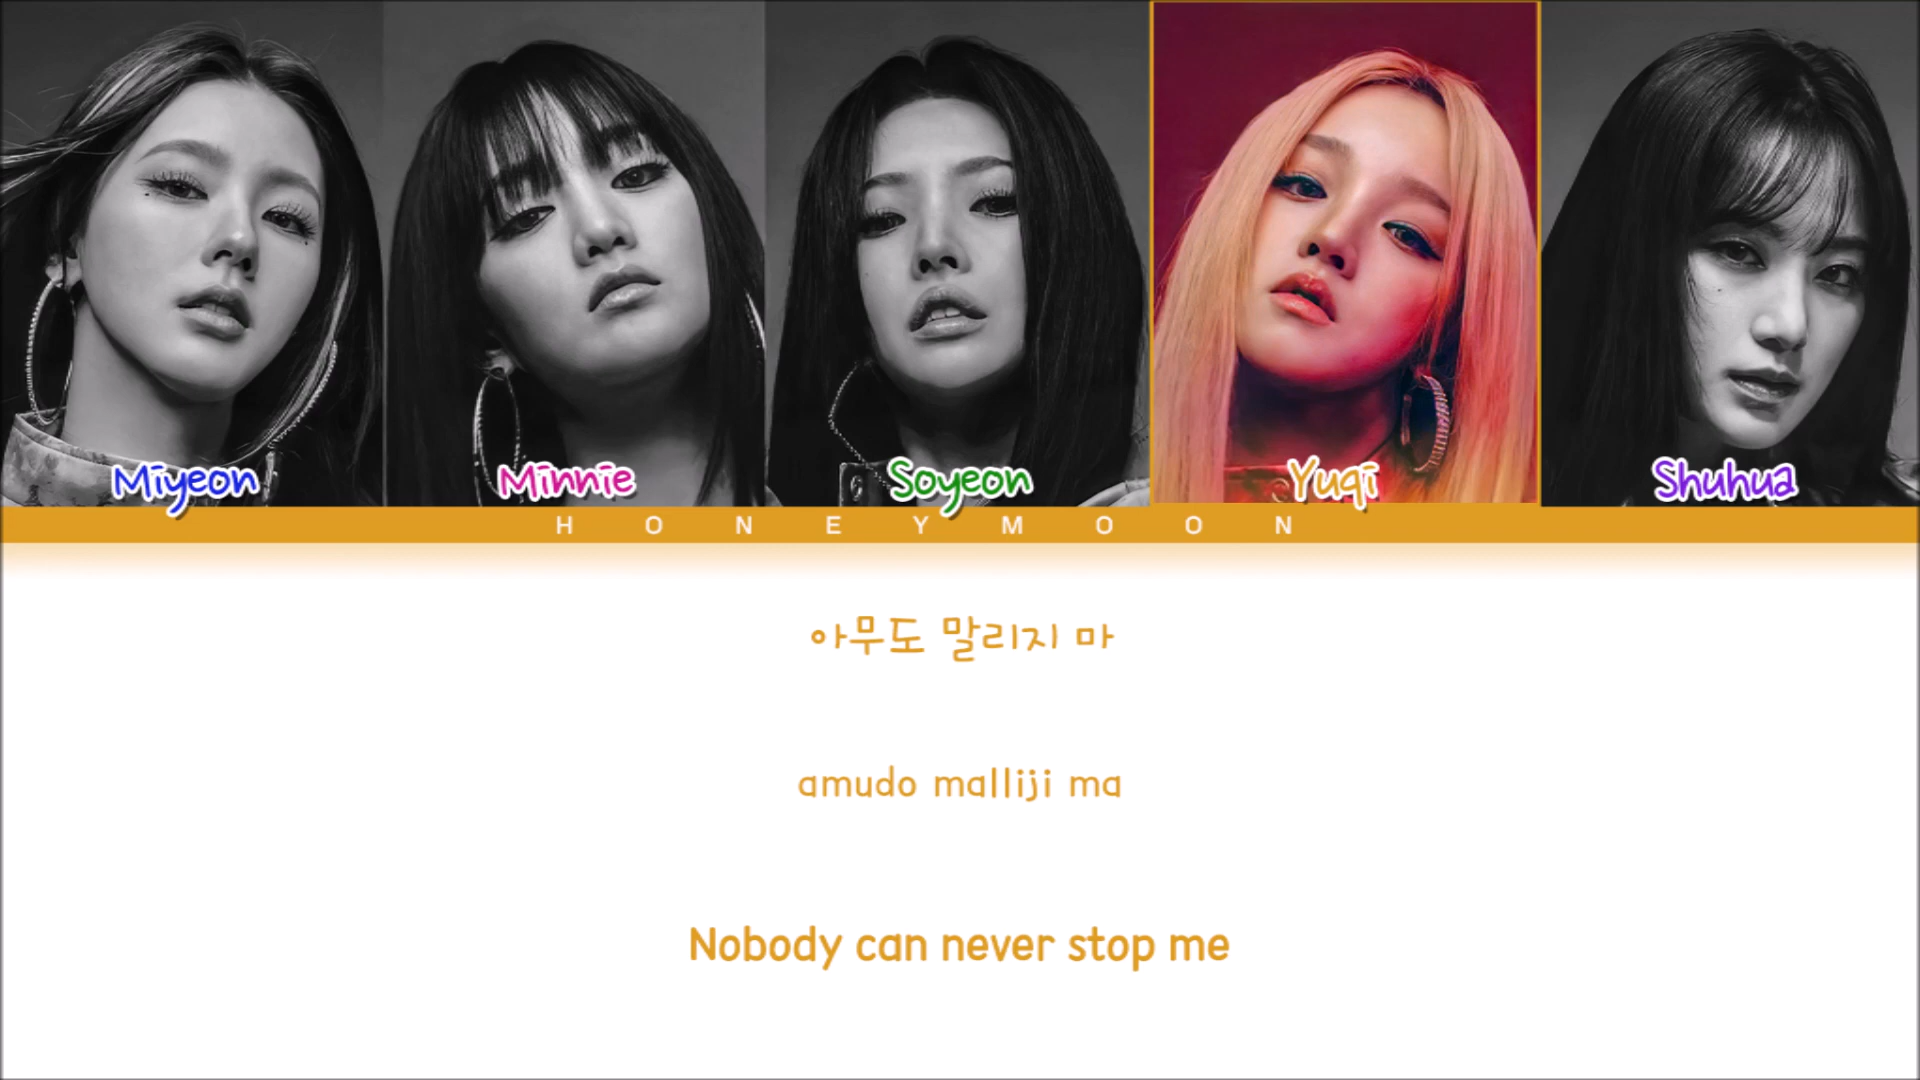 Miyeon Minnie Soyeon Yuqi Shuhua
HONEYMOON
아무도 말리지 마
amudo malliji ma
Nobody can never stop me